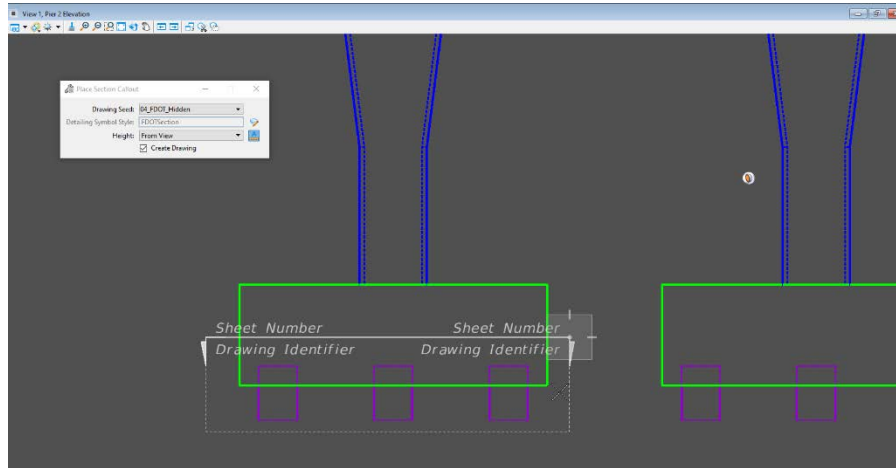 View 1, Pier 2 Elevation
Place Section Callout
Drawing Seed: 04_FDOT_Hidden
Detailing Symbol Style: FDOTSection
Height: From View
Create Drawing
Sheet Number Sheet Number
Drawing Identifier Drawing Identifier